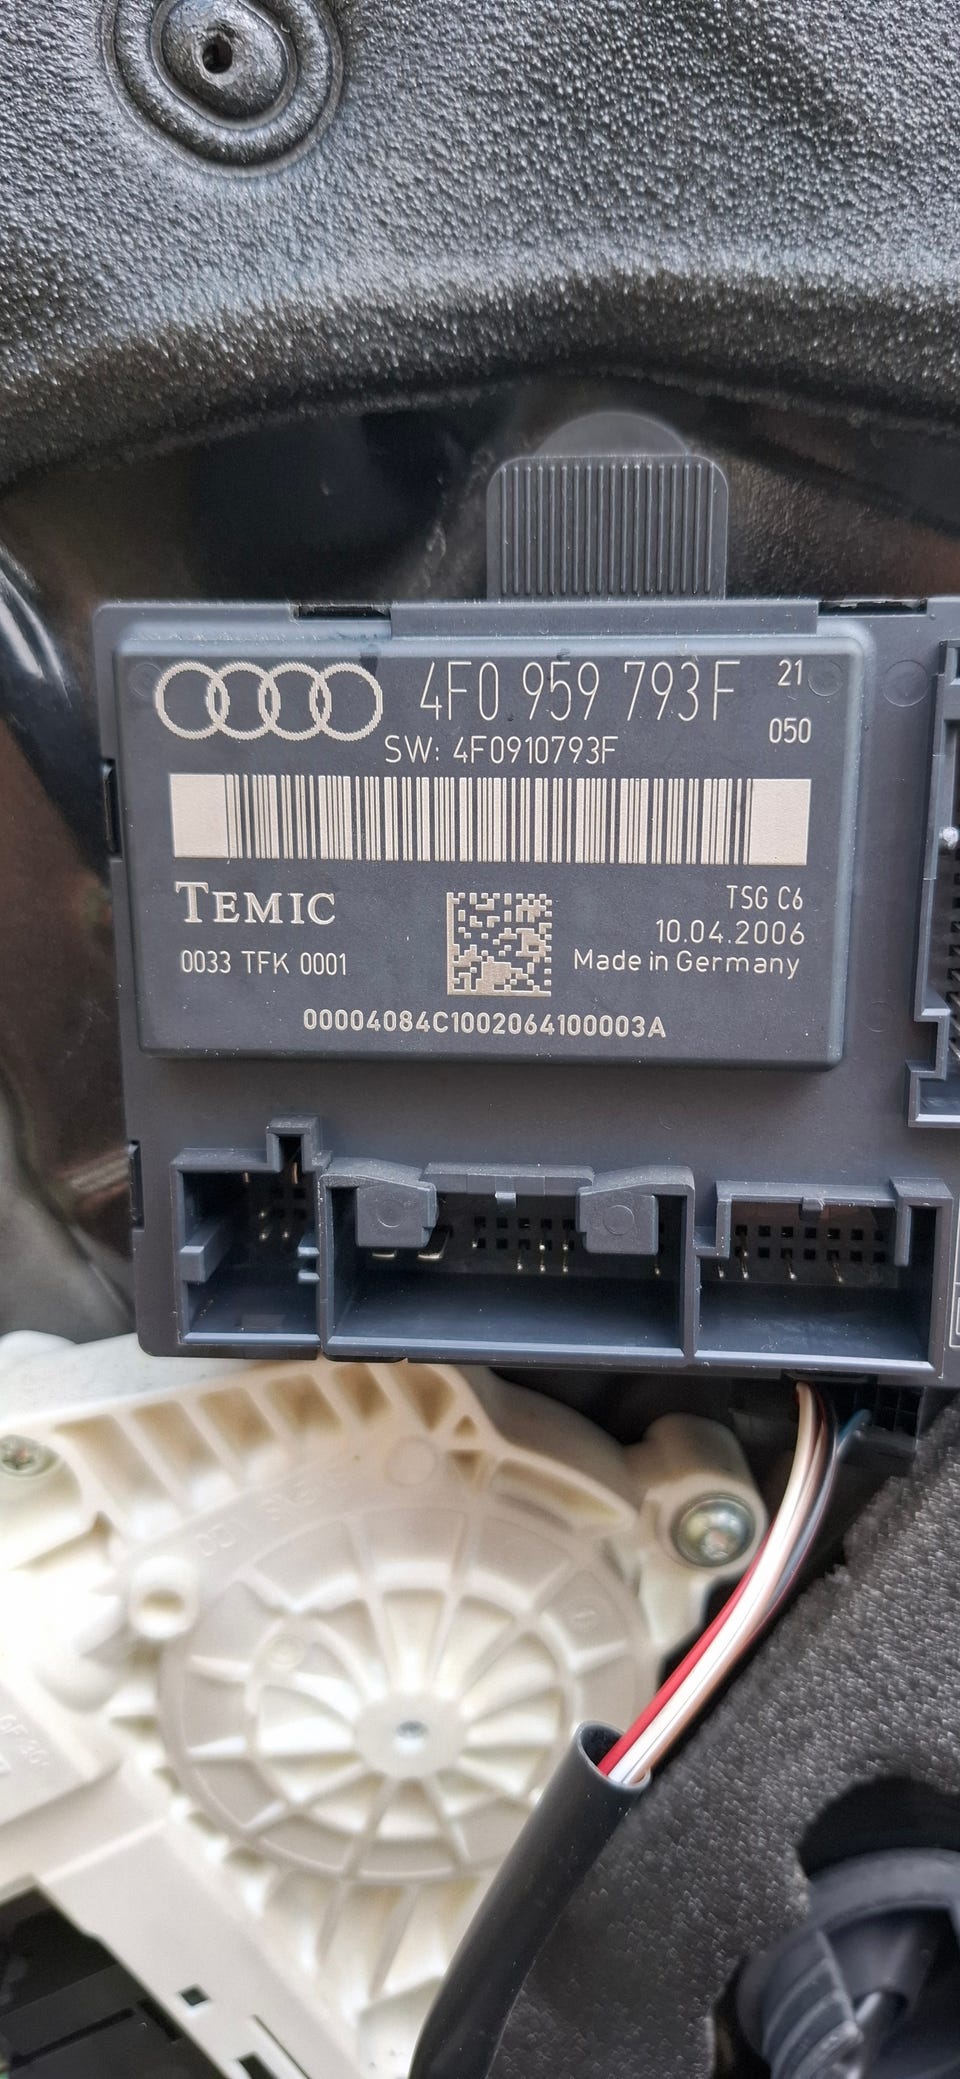 4F0 959 793F 21
050
SW: 4F0910793F
TEMIC
0033 TFK 0001
TSG C6
10.04.2006
Made in Germany
00004084C1002064100003A